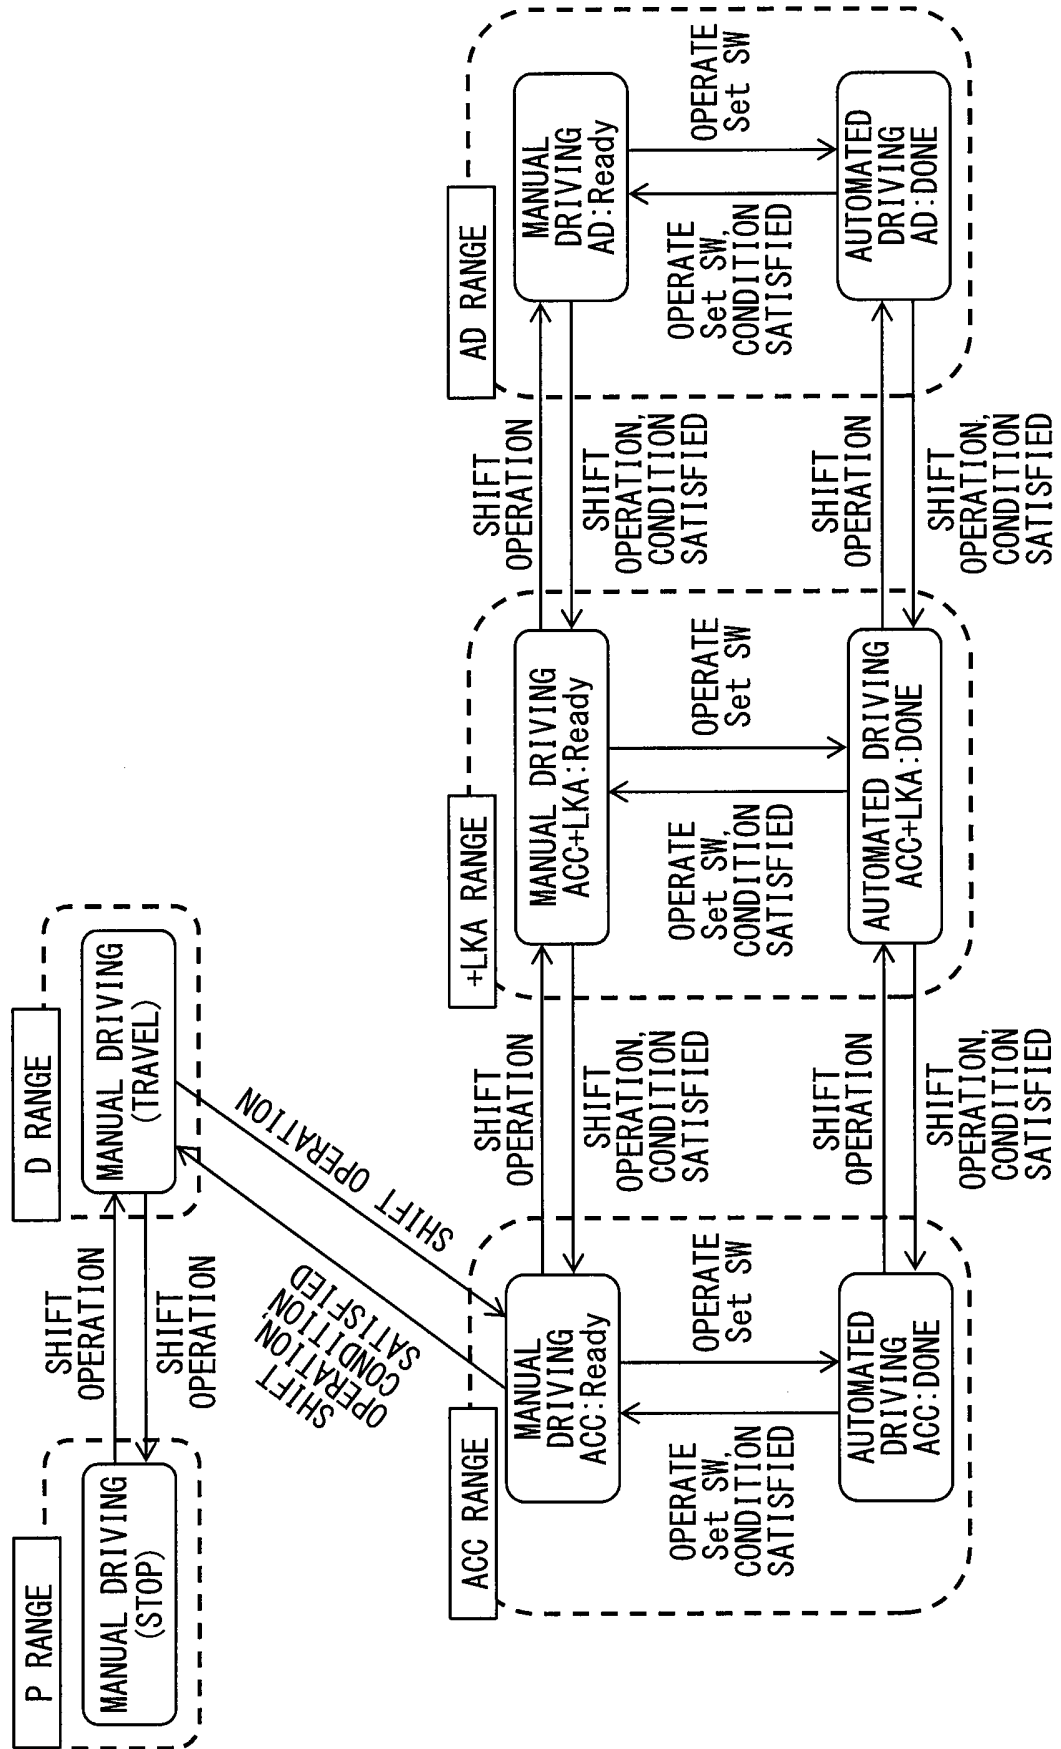 P RANGE
MANUAL DRIVING
(STOP)
SHIFT
OPERATION
SHIFT
OPERATION
D RANGE
MANUAL DRIVING
(TRAVEL)
SHIFT OPERATION
SHIFT
OPERATION,
CONDITION
SATISFIED
ACC RANGE
MANUAL
DRIVING
ACC:Ready
OPERATE
Set SW,
CONDITION
SATISFIED
OPERATE
Set SW
AUTOMATED
DRIVING
ACC:DONE
SHIFT
OPERATION
SHIFT
OPERATION,
CONDITION
SATISFIED
SHIFT
OPERATION
SHIFT
OPERATION,
CONDITION
SATISFIED
+LKA RANGE
MANUAL DRIVING
ACC+LKA:Ready
OPERATE
Set SW,
CONDITION
SATISFIED
OPERATE
Set SW
AUTOMATED DRIVING
ACC+LKA:DONE
SHIFT
OPERATION
SHIFT
OPERATION,
CONDITION
SATISFIED
SHIFT
OPERATION
SHIFT
OPERATION,
CONDITION
SATISFIED
AD RANGE
MANUAL
DRIVING
AD:Ready
OPERATE
Set SW,
CONDITION
SATISFIED
OPERATE
Set SW
AUTOMATED
DRIVING
AD:DONE